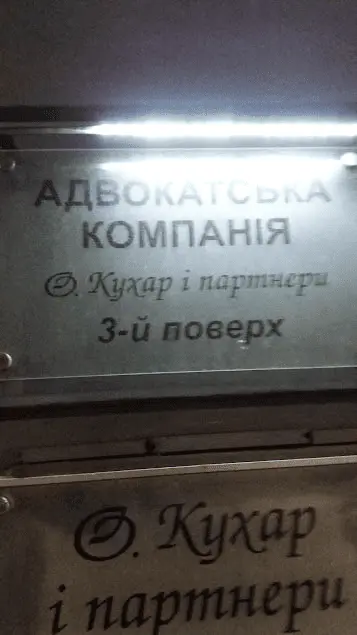 АДВОКАТСЬКА
КОМПАНІЯ
О. Кухар і партнери
3-й поверх
О. Кухар
і партнери